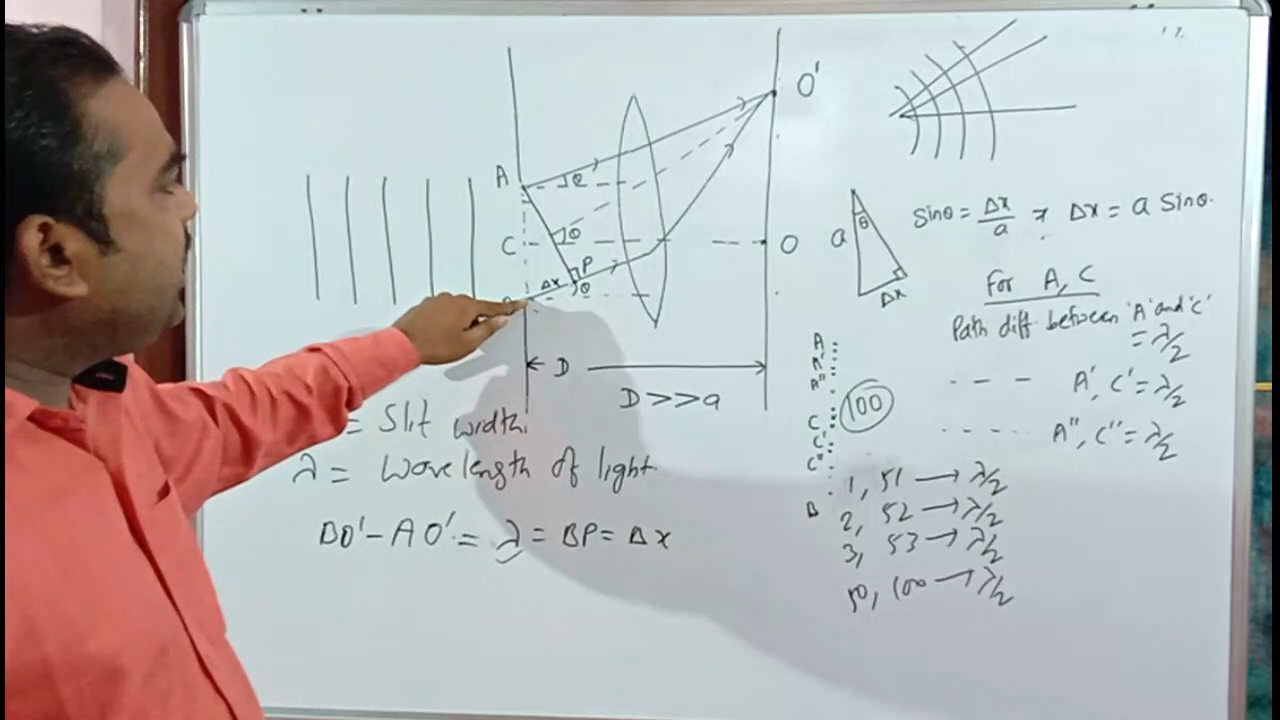 O'
A
θ
C
θ
P
Δx
θ
O
D
D>>a
= Slit width
λ = Wavelength of light
BO' - AO' = λ = BP = Δx
a
θ
Δx
Sinθ = Δx/a ⇒ Δx = a Sinθ
For A, C
Path diff between 'A' and 'C'
= λ/2
A', C' = λ/2
A", C" = λ/2
A
A'
A"
C
C'
C"
B
100
1, 51 → λ/2
2, 52 → λ/2
3, 53 → λ/2
50, 100 → λ/2